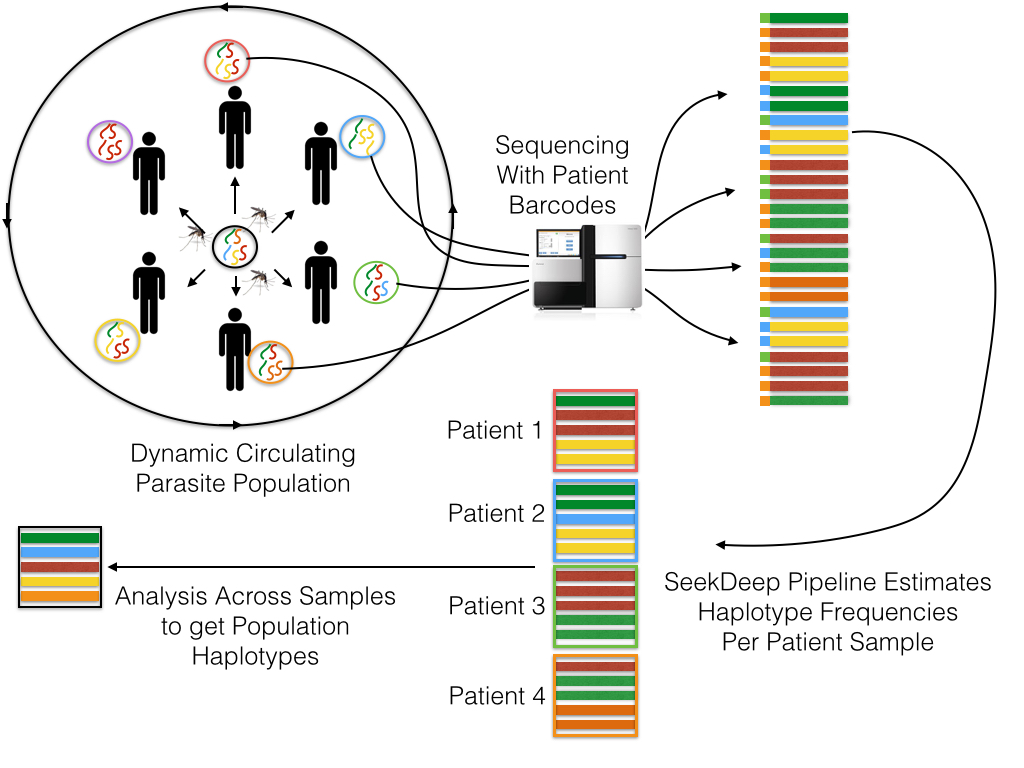 Sequencing
With Patient
Barcodes
Dynamic Circulating
Parasite Population
Patient 1
Patient 2
Patient 3
Patient 4
SeekDeep Pipeline Estimates
Haplotype Frequencies
Per Patient Sample
Analysis Across Samples
to get Population
Haplotypes